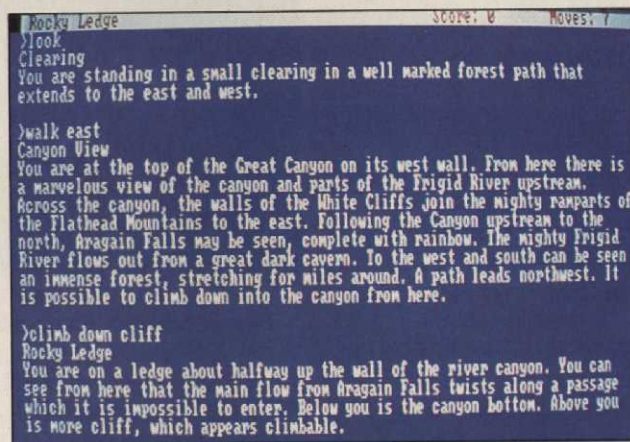 Rocky Ledge Score: 0 Moves: 7
>look
Clearing
You are standing in a small clearing in a well marked forest path that
extends to the east and west.
>walk east
Canyon View
You are at the top of the Great Canyon on its west wall. From here there is
a marvelous view of the canyon and parts of the Frigid River upstream.
Across the canyon, the walls of the White Cliffs join the mighty ramparts of
the Flathead Mountains to the east. Following the Canyon upstream to the
north, Aragain Falls may be seen, complete with rainbow. The mighty Frigid
River flows out from a great dark cavern. To the west and south can be seen
an immense forest, stretching for miles around. A path leads northwest. It
is possible to climb down into the canyon from here.
>climb down cliff
Rocky Ledge
You are on a ledge about halfway up the wall of the river canyon. You can
see from here that the main flow from Aragain Falls twists along a passage
which it is impossible to enter. Below you is the canyon bottom. Above you
is more cliff, which appears climbable.